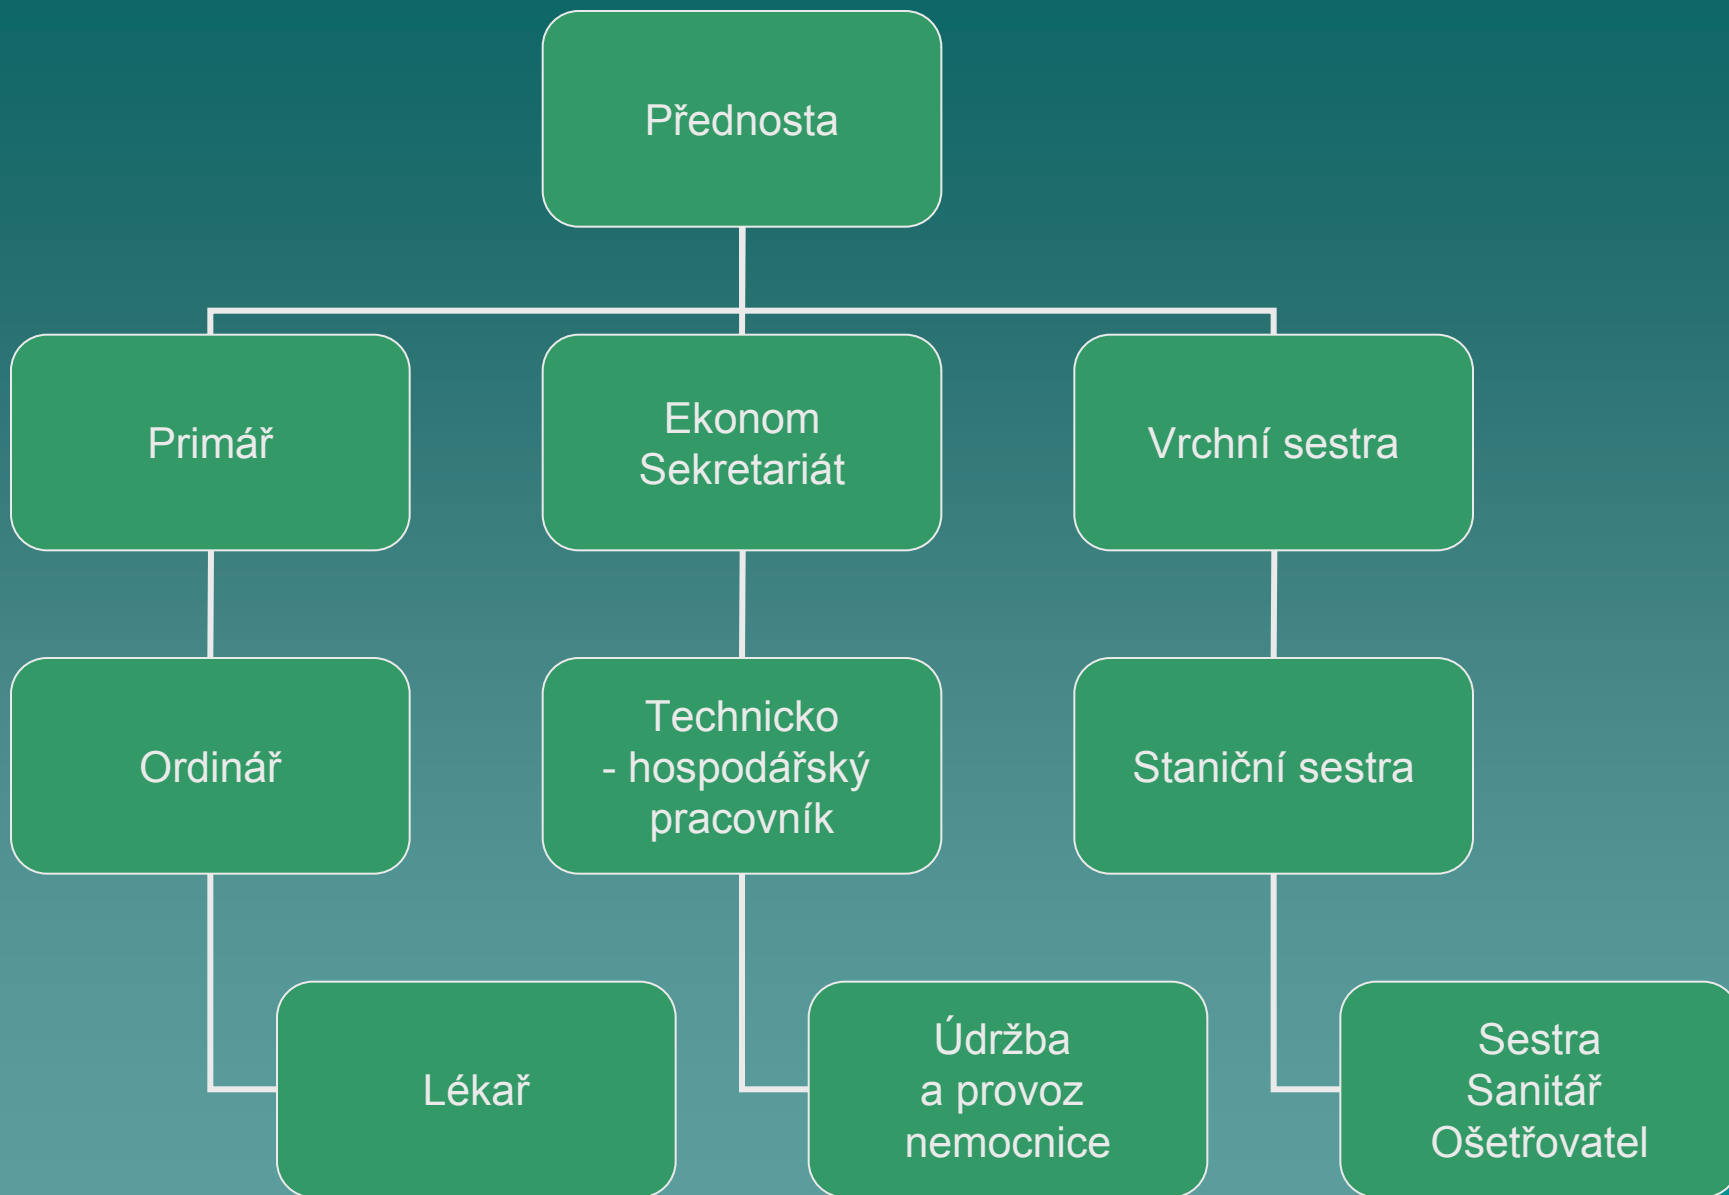 Přednosta
Primář
Ekonom
Sekretariát
Vrchní sestra
Ordinář
Technicko
- hospodářský
pracovník
Staniční sestra
Lékař
Údržba
a provoz
nemocnice
Sestra
Sanitář
Ošetřovatel